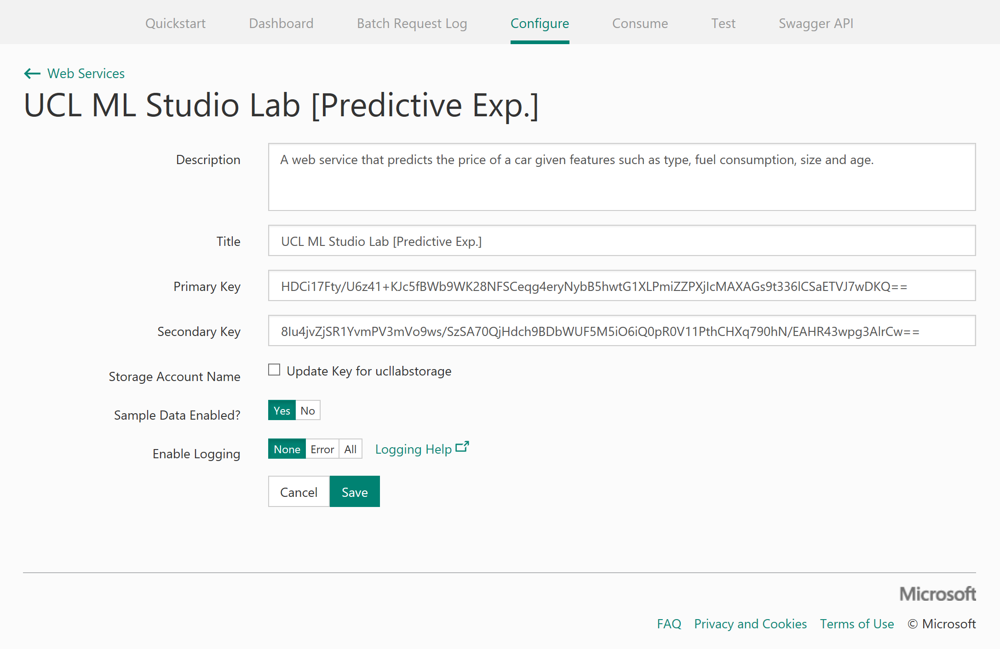 Quickstart Dashboard Batch Request Log Configure Consume Test Swagger API
Web Services
UCL ML Studio Lab [Predictive Exp.]
Description A web service that predicts the price of a car given features such as type, fuel consumption, size and age.
Title UCL ML Studio Lab [Predictive Exp.]
Primary Key HDCi17Fty/U6z41+KJc5fBWb9WK28NFSCeqg4eryNybB5hwtG1XLPmiZZPXjIcMAXAGs9t336lCSaETVJ7wDKQ==
Secondary Key 8Iu4jvZjSR1YvmPV3mVo9ws/SzSA70QjHdch9BDbWUF5M5iO6iQ0pR0V11PthCHXq790hN/EAHR43wpg3AlrCw==
Storage Account Name Update Key for ucllabstorage
Sample Data Enabled? Yes No
Enable Logging None Error All Logging Help
Cancel Save
Microsoft
FAQ Privacy and Cookies Terms of Use © Microsoft